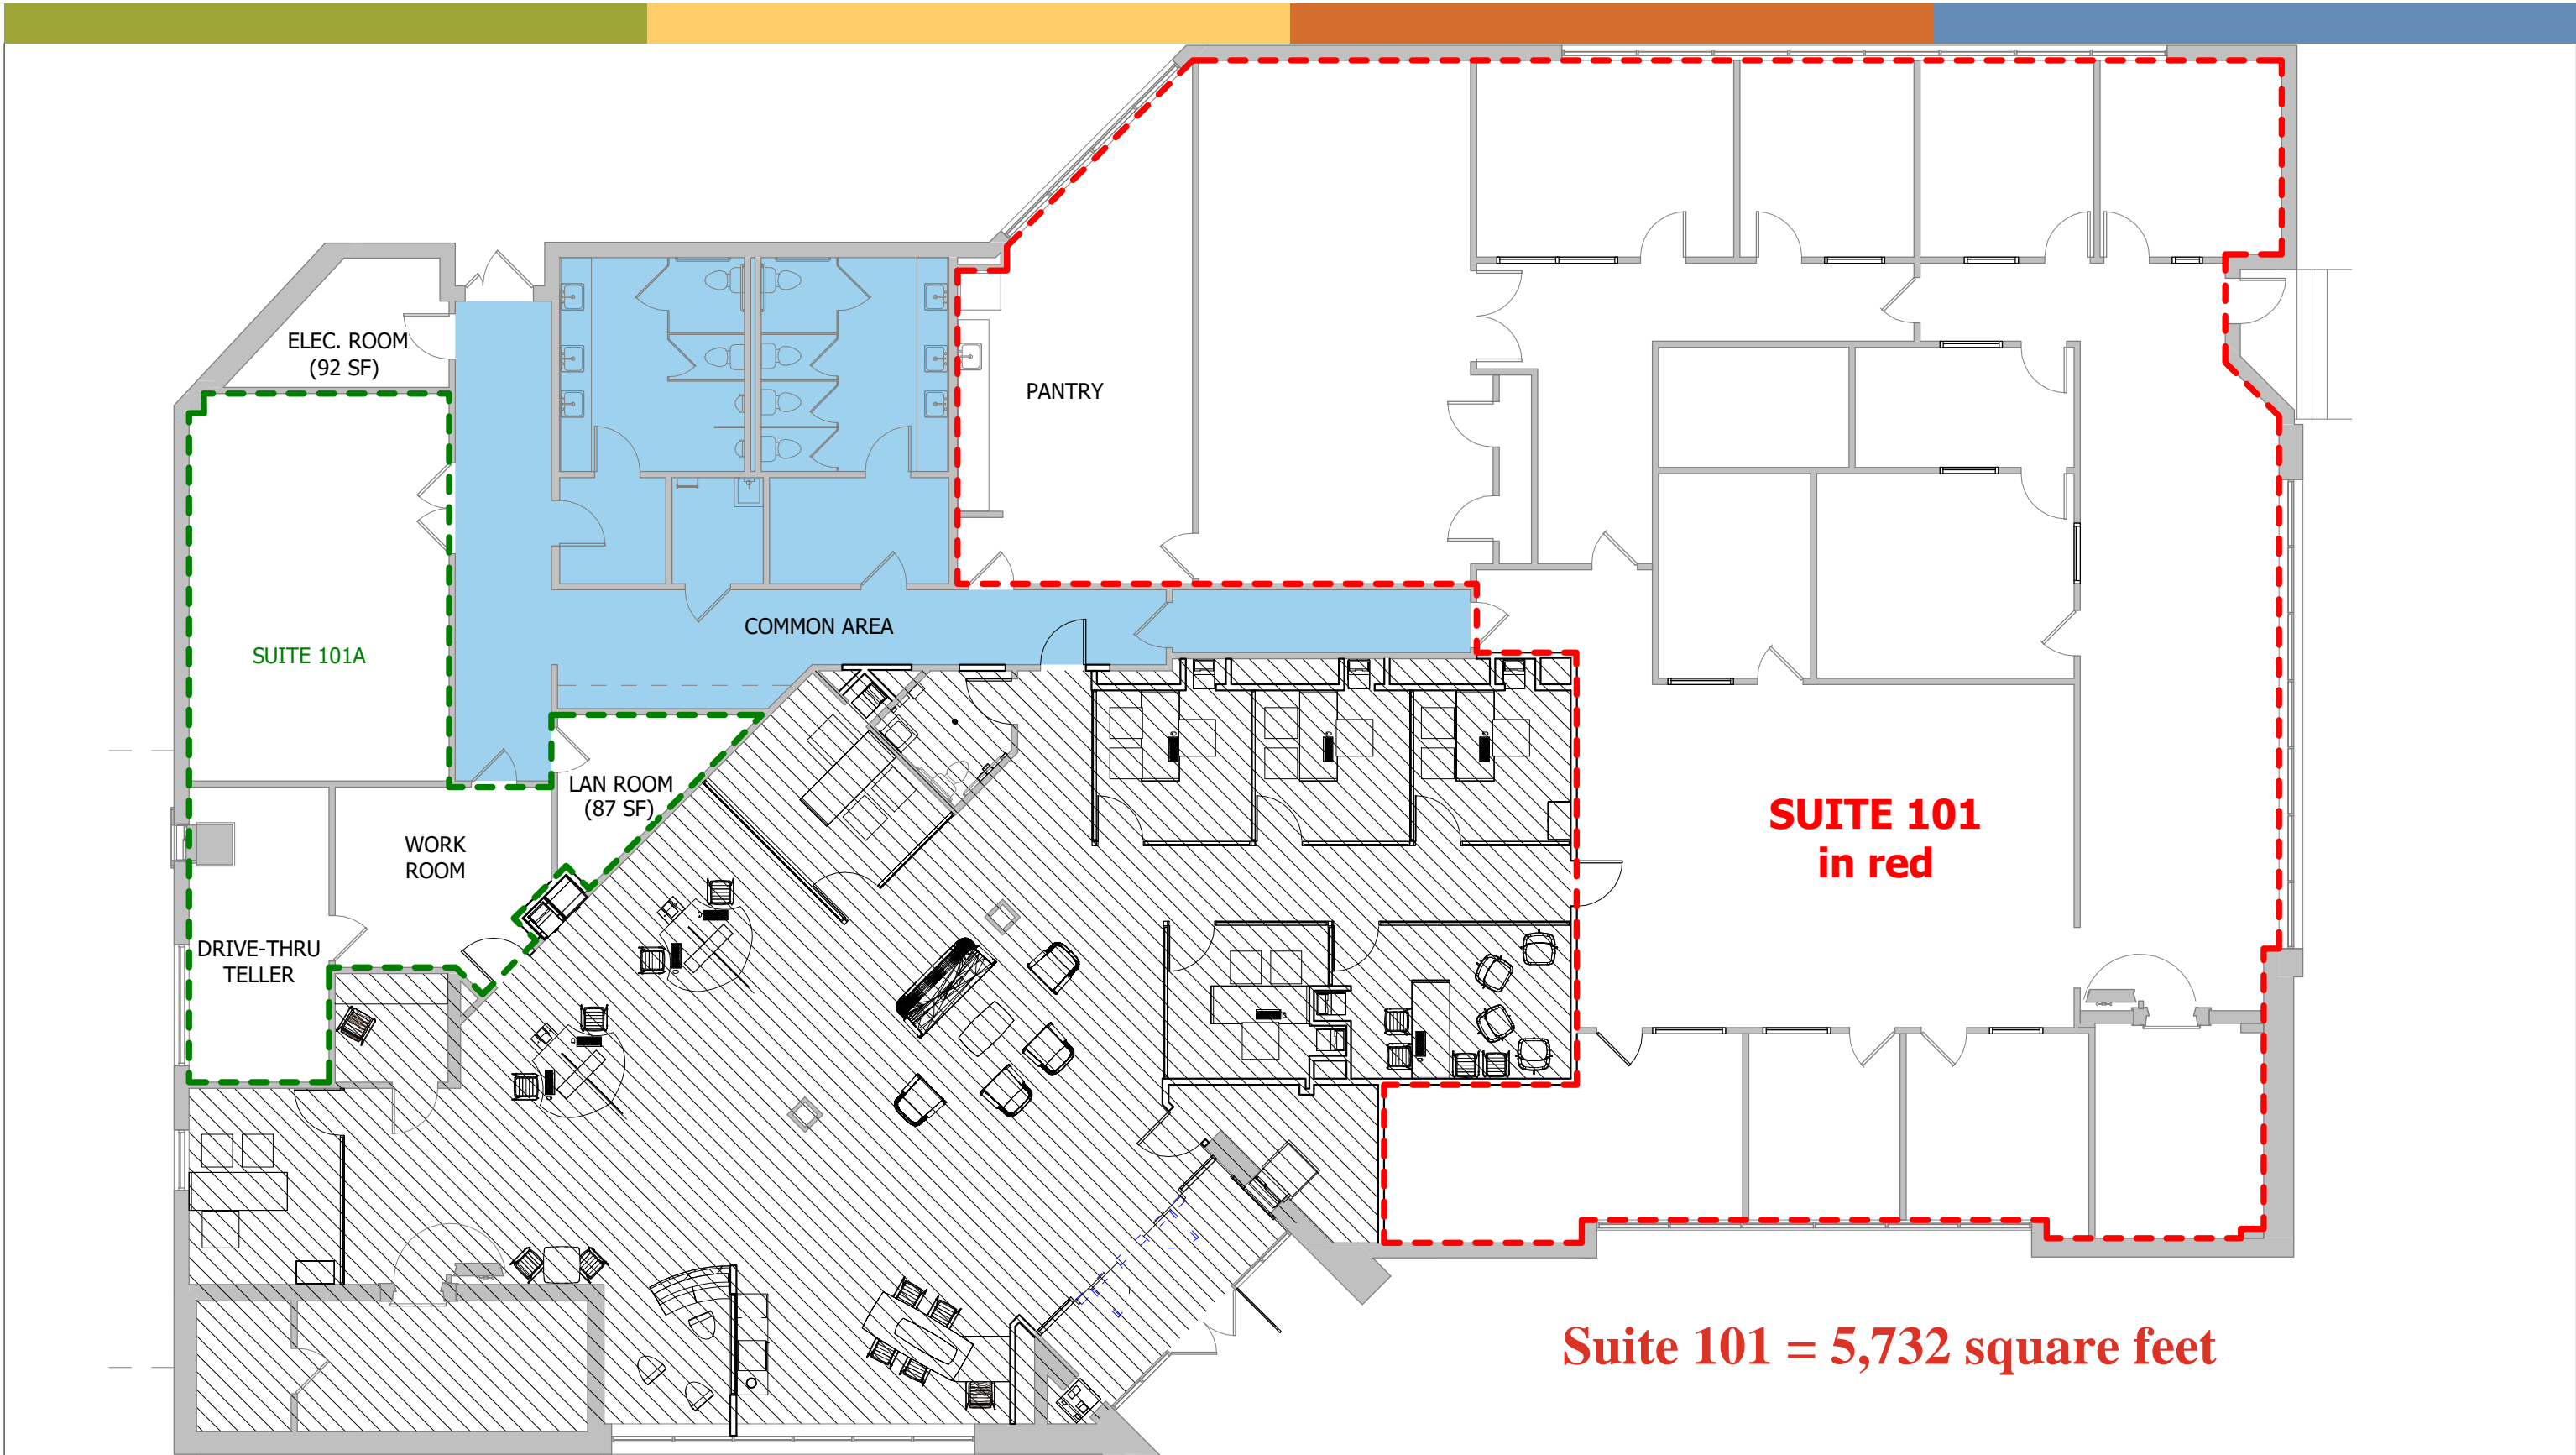 ELEC. ROOM
(92 SF)
PANTRY
COMMON AREA
SUITE 101A
LAN ROOM
(87 SF)
WORK
ROOM
SUITE 101
in red
DRIVE-THRU
TELLER
Suite 101 = 5,732 square feet